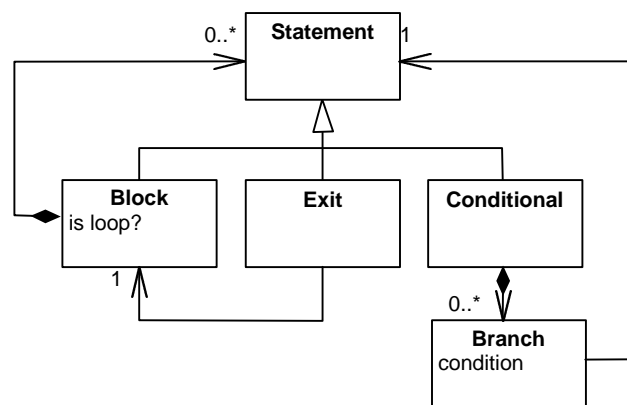 0..*
Statement
1
Block
is loop?
Exit
Conditional
1
0..*
Branch
condition